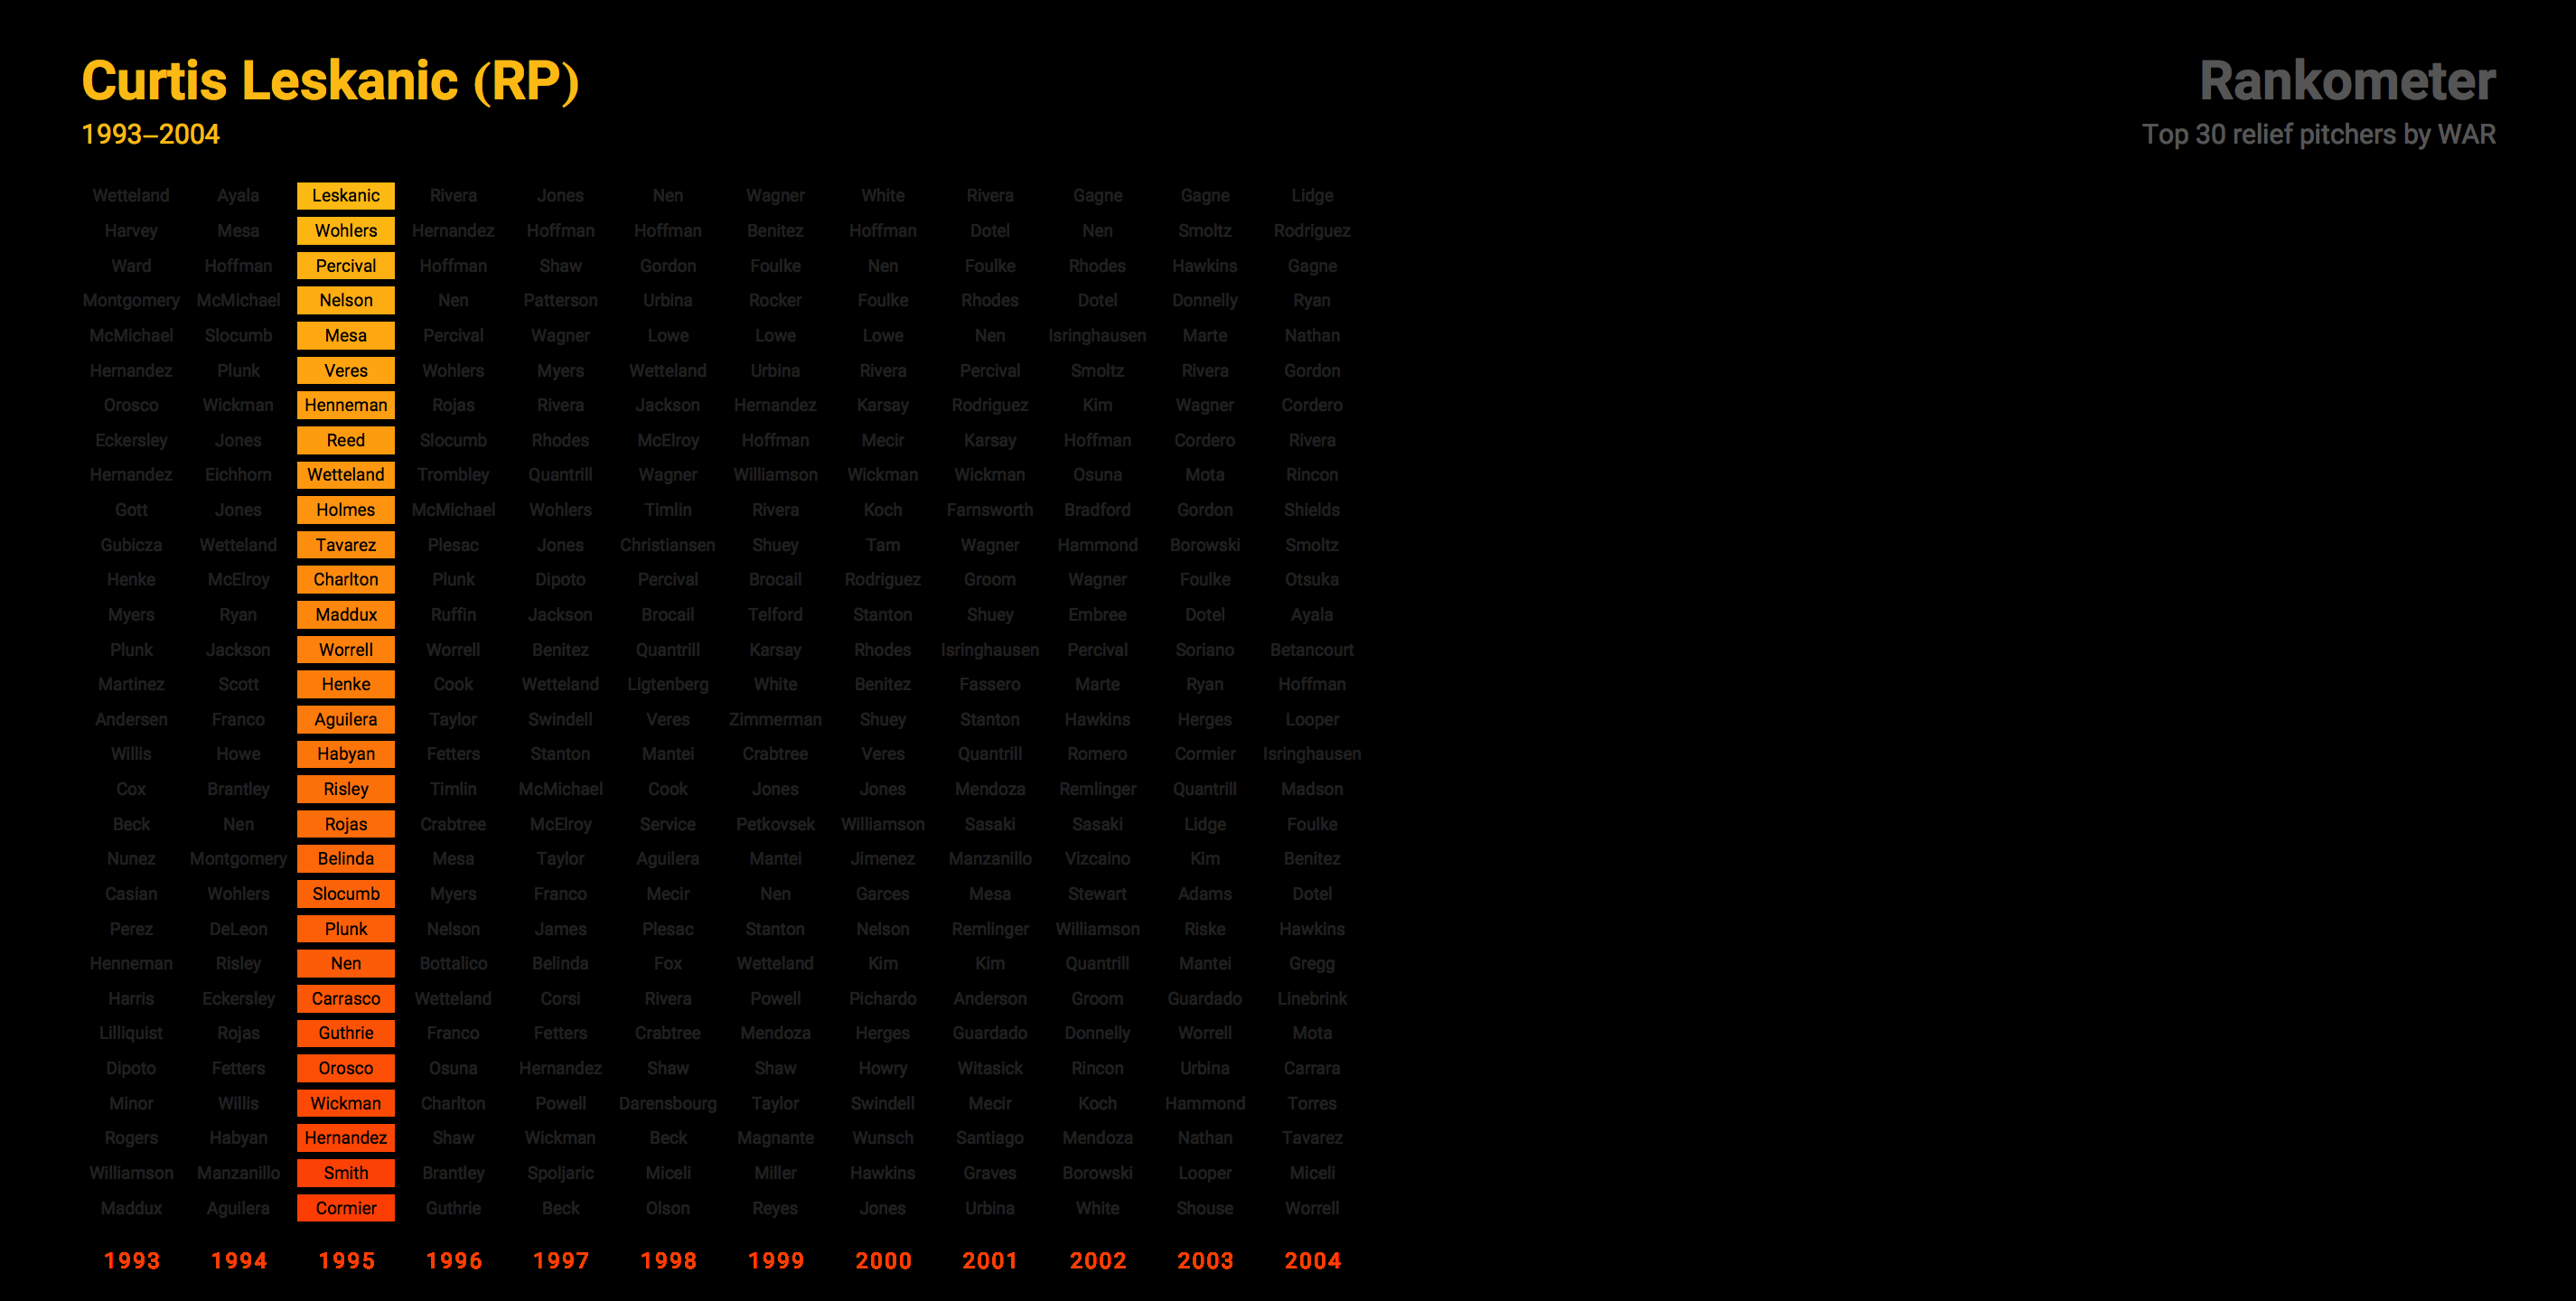 Curtis Leskanic (RP)
1993–2004
Rankometer
Top 30 relief pitchers by WAR
Wetteland Ayala Leskanic Rivera Jones Nen Wagner White Rivera Gagne Gagne Lidge
Harvey Mesa Wohlers Hernandez Hoffman Hoffman Benitez Hoffman Dotel Nen Smoltz Rodriguez
Ward Hoffman Percival Hoffman Shaw Gordon Foulke Nen Foulke Rhodes Hawkins Gagne
Montgomery McMichael Nelson Nen Patterson Urbina Rocker Foulke Rhodes Dotel Donnelly Ryan
McMichael Slocumb Mesa Percival Wagner Lowe Lowe Lowe Nen Isringhausen Marte Nathan
Hernandez Plunk Veres Wohlers Myers Wetteland Urbina Rivera Percival Smoltz Rivera Gordon
Orosco Wickman Henneman Rojas Rivera Jackson Hernandez Karsay Rodriguez Kim Wagner Cordero
Eckersley Jones Reed Slocumb Rhodes McElroy Hoffman Mecir Karsay Hoffman Cordero Rivera
Hernandez Eichhorn Wetteland Trombley Quantrill Wagner Williamson Wickman Wickman Osuna Mota Rincon
Gott Jones Holmes McMichael Wohlers Timlin Rivera Koch Farnsworth Bradford Gordon Shields
Gubicza Wetteland Tavarez Plesac Jones Christiansen Shuey Tam Wagner Hammond Borowski Smoltz
Henke McElroy Charlton Plunk Dipoto Percival Brocail Rodriguez Groom Wagner Foulke Otsuka
Myers Ryan Maddux Ruffin Jackson Brocail Telford Stanton Shuey Embree Dotel Ayala
Plunk Jackson Worrell Worrell Benitez Quantrill Karsay Rhodes Isringhausen Percival Soriano Betancourt
Martinez Scott Henke Cook Wetteland Ligtenberg White Benitez Fassero Marte Ryan Hoffman
Andersen Franco Aguilera Taylor Swindell Veres Zimmerman Shuey Stanton Hawkins Herges Looper
Willis Howe Habyan Fetters Stanton Mantei Crabtree Veres Quantrill Romero Cormier Isringhausen
Cox Brantley Risley Timlin McMichael Cook Jones Jones Mendoza Remlinger Quantrill Madson
Beck Nen Rojas Crabtree McElroy Service Petkovsek Williamson Sasaki Sasaki Lidge Foulke
Nunez Montgomery Belinda Mesa Taylor Aguilera Mantei Jimenez Manzanillo Vizcaino Kim Benitez
Casian Wohlers Slocumb Myers Franco Mecir Nen Garces Mesa Stewart Adams Dotel
Perez DeLeon Plunk Nelson James Plesac Stanton Nelson Remlinger Williamson Riske Hawkins
Henneman Risley Nen Bottalico Belinda Fox Wetteland Kim Kim Quantrill Mantei Gregg
Harris Eckersley Carrasco Wetteland Corsi Rivera Powell Pichardo Anderson Groom Guardado Linebrink
Lilliquist Rojas Guthrie Franco Fetters Crabtree Mendoza Herges Guardado Donnelly Worrell Mota
Dipoto Fetters Orosco Osuna Hernandez Shaw Shaw Howry Witasick Rincon Urbina Carrara
Minor Willis Wickman Charlton Powell Darensbourg Taylor Swindell Mecir Koch Hammond Torres
Rogers Habyan Hernandez Shaw Wickman Beck Magnante Wunsch Santiago Mendoza Nathan Tavarez
Williamson Manzanillo Smith Brantley Spoljaric Miceli Miller Hawkins Graves Borowski Looper Miceli
Maddux Aguilera Cormier Guthrie Beck Olson Reyes Jones Urbina White Shouse Worrell
1993 1994 1995 1996 1997 1998 1999 2000 2001 2002 2003 2004